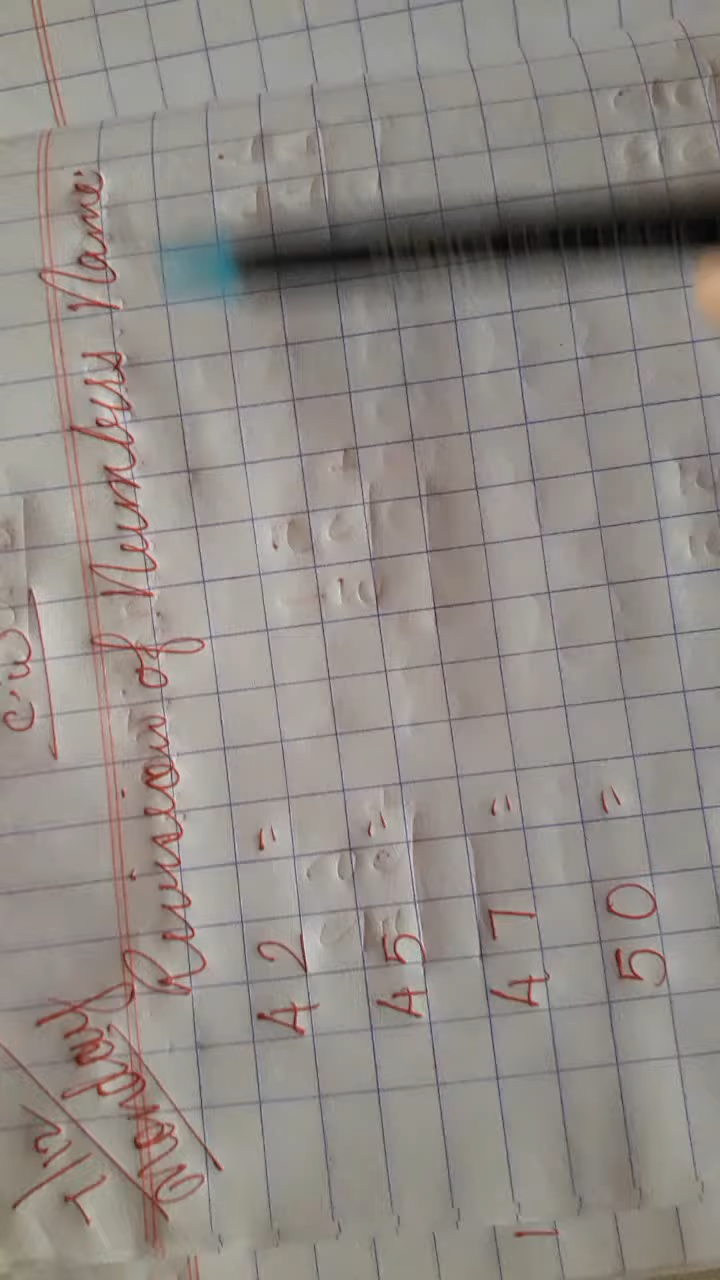 C.W
Monday
Revision of Numbers Name:
42 =
45 =
47 =
50 =